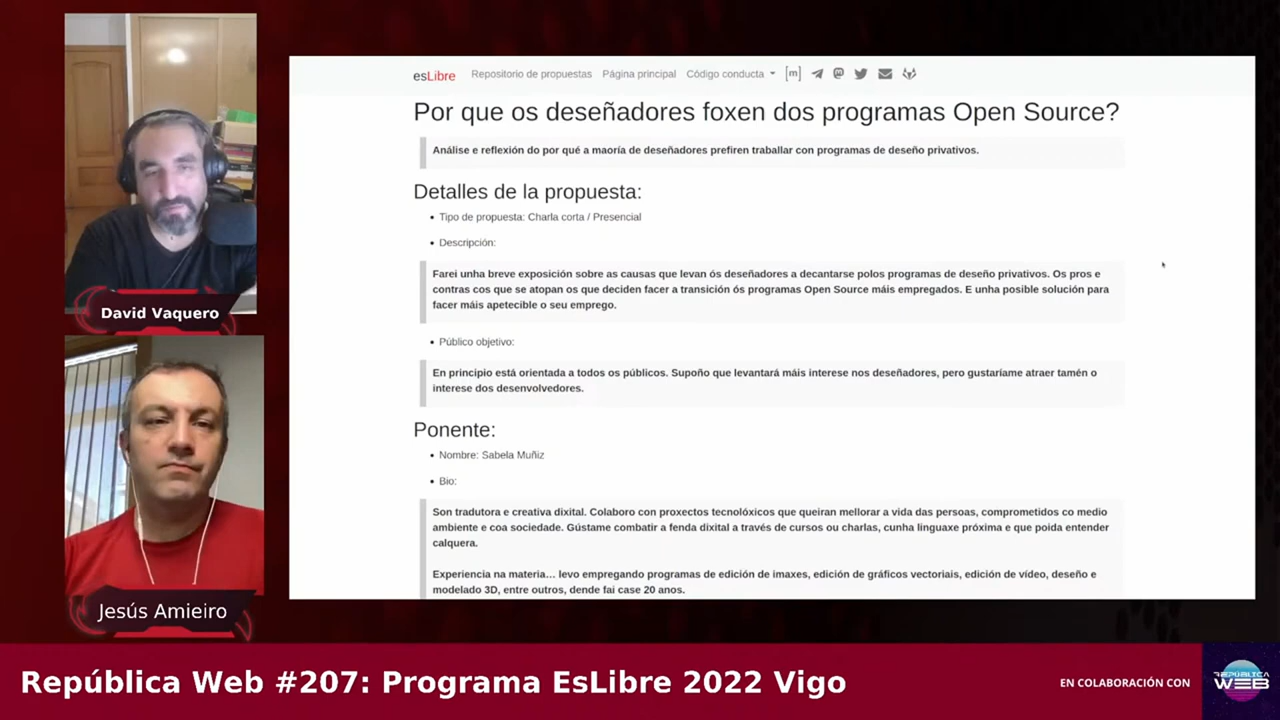 esLibre Repositorio de propuestas Página principal Código conducta [m]
Por que os deseñadores foxen dos programas Open Source?
Análise e reflexión do por qué a maoría de deseñadores prefiren traballar con programas de deseño privativos.
Detalles de la propuesta:
• Tipo de propuesta: Charla corta / Presencial
• Descripción:
Farei unha breve exposición sobre as causas que levan ós deseñadores a decantarse polos programas de deseño privativos. Os pros e
contras cos que se atopan os que deciden facer a transición ós programas Open Source máis empregados. E unha posible solución para
facer máis apetecible o seu emprego.
• Público objetivo:
En principio está orientada a todos os públicos. Supoño que levantará máis interese nos deseñadores, pero gustaríame atraer tamén o
interese dos desenvolvedores.
Ponente:
• Nombre: Sabela Muñiz
• Bio:
Son tradutora e creativa dixital. Colaboro con proxectos tecnolóxicos que queiran mellorar a vida das persoas, comprometidos co medio
ambiente e coa sociedade. Gústame combatir a fenda dixital a través de cursos ou charlas, cunha linguaxe próxima e que poida entender
calquera.
Experiencia na materia… levo empregando programas de edición de imaxes, edición de gráficos vectoriais, edición de vídeo, deseño e
modelado 3D, entre outros, dende fai case 20 anos.
David Vaquero
Jesús Amieiro
República Web #207: Programa EsLibre 2022 Vigo
EN COLABORACIÓN CON
REPÚBLICA
WEB